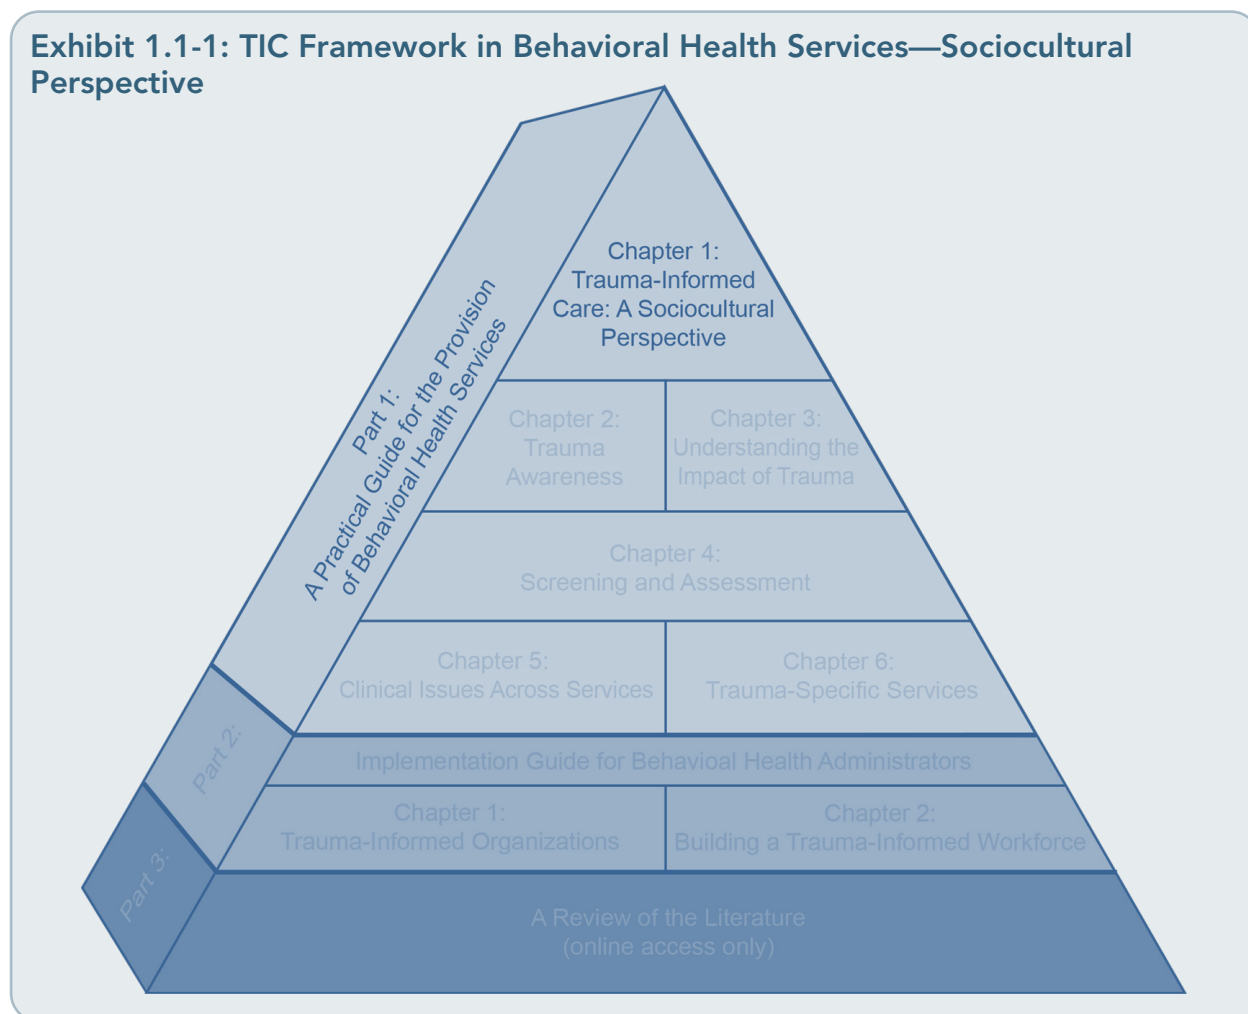 Exhibit 1.1-1: TIC Framework in Behavioral Health Services—Sociocultural
Perspective
Part 1:
A Practical Guide for the Provision
of Behavioral Health Services
Chapter 1:
Trauma-Informed
Care: A Sociocultural
Perspective
Chapter 2:
Trauma
Awareness
Chapter 3:
Understanding the
Impact of Trauma
Chapter 4:
Screening and Assessment
Chapter 5:
Clinical Issues Across Services
Chapter 6:
Trauma-Specific Services
Part 2:
Implementation Guide for Behavioal Health Administrators
Chapter 1:
Trauma-Informed Organizations
Chapter 2:
Building a Trauma-Informed Workforce
Part 3:
A Review of the Literature
(online access only)